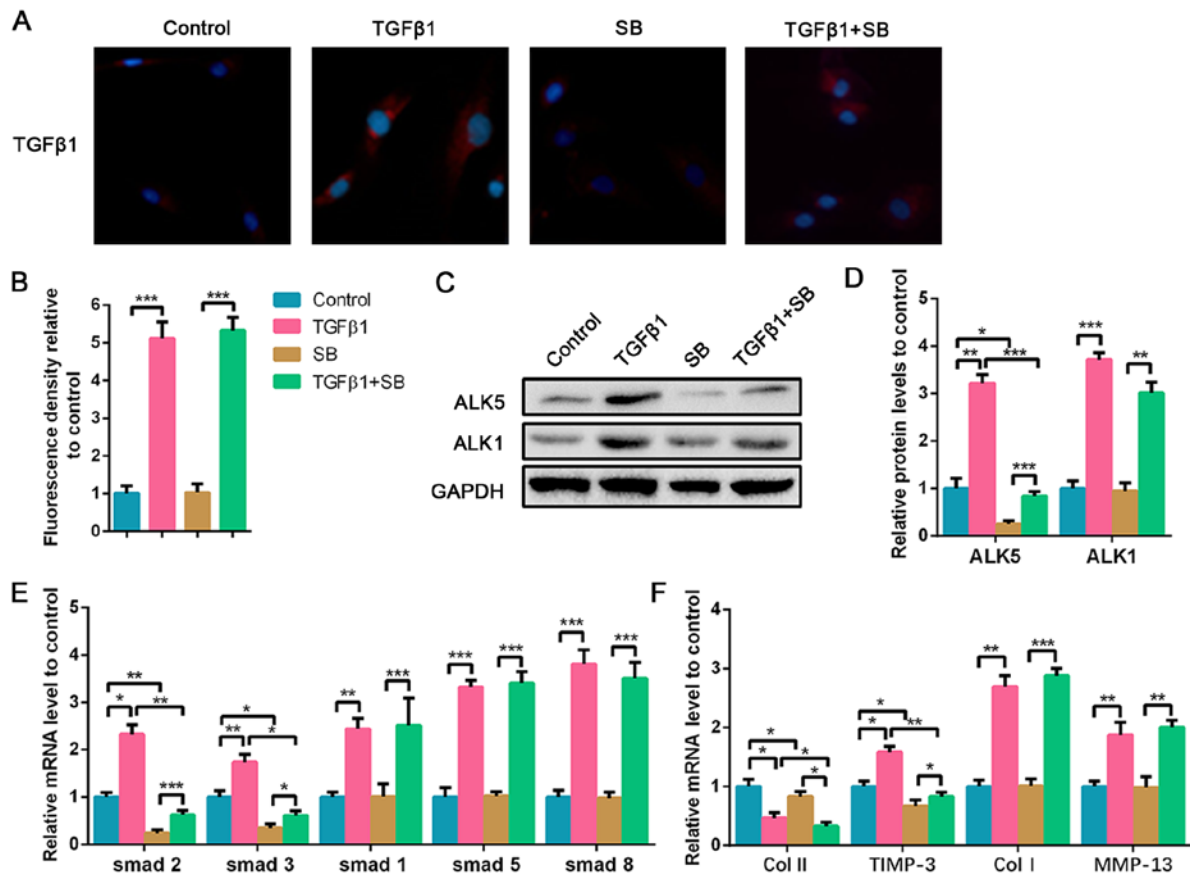 A
Control
TGFβ1
SB
TGFβ1+SB
TGFβ1
B
Fluorescence density relative
to control
6
5
4
3
2
1
0
***
***
Control
TGFβ1
SB
TGFβ1+SB
C
Control
TGFβ1
SB
TGFβ1+SB
ALK5
ALK1
GAPDH
D
Relative protein levels to control
5
4
3
2
1
0
*
**
***
***
***
**
ALK5
ALK1
E
Relative mRNA level to control
5
4
3
2
1
0
**
*
**
***
*
**
*
*
**
***
***
***
***
***
smad 2
smad 3
smad 1
smad 5
smad 8
F
Relative mRNA level to control
4
3
2
1
0
*
*
*
*
*
*
**
*
**
***
**
**
Col II
TIMP-3
Col I
MMP-13